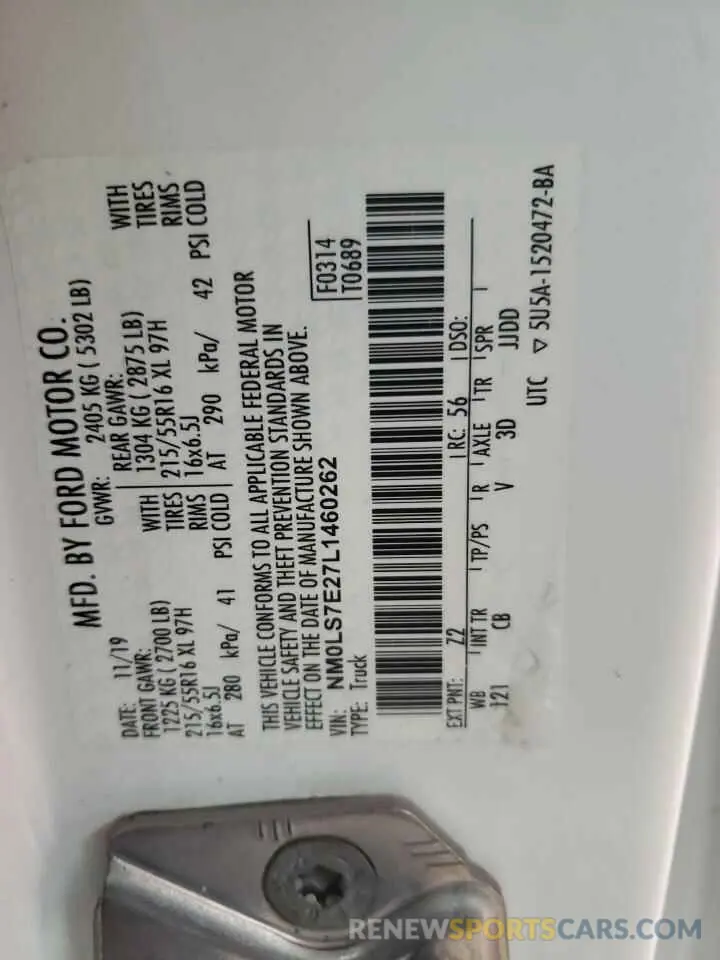 MFD. BY FORD MOTOR CO.
DATE: 11/19 GVWR: 2405 KG ( 5302 LB)
FRONT GAWR: REAR GAWR:
1225 KG ( 2700 LB) WITH 1304 KG ( 2875 LB) WITH
215/55R16 XL 97H TIRES 215/55R16 XL 97H TIRES
16x6.5J RIMS 16x6.5J RIMS
AT 280 kPa/ 41 PSI COLD AT 290 kPa/ 42 PSI COLD
THIS VEHICLE CONFORMS TO ALL APPLICABLE FEDERAL MOTOR
VEHICLE SAFETY AND THEFT PREVENTION STANDARDS IN
EFFECT ON THE DATE OF MANUFACTURE SHOWN ABOVE.
VIN: NM0LS7E27L1460262 F0314
TYPE: Truck T0689
EXT PNT: Z2 RC: 56 DSO:
WB INT TR TP/PS R AXLE TR SPR
121 CB V 3D JJDD
UTC ▽ 5U5A-1520472-BA
RENEWSPORTSCARS.COM